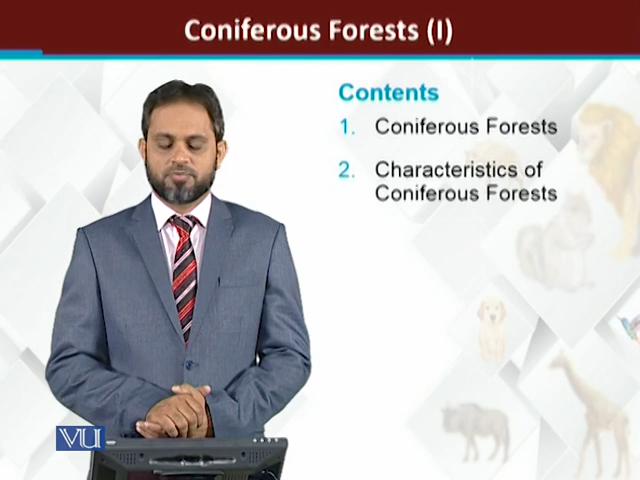 Coniferous Forests (I)
Contents
1. Coniferous Forests
2. Characteristics of
Coniferous Forests
VU